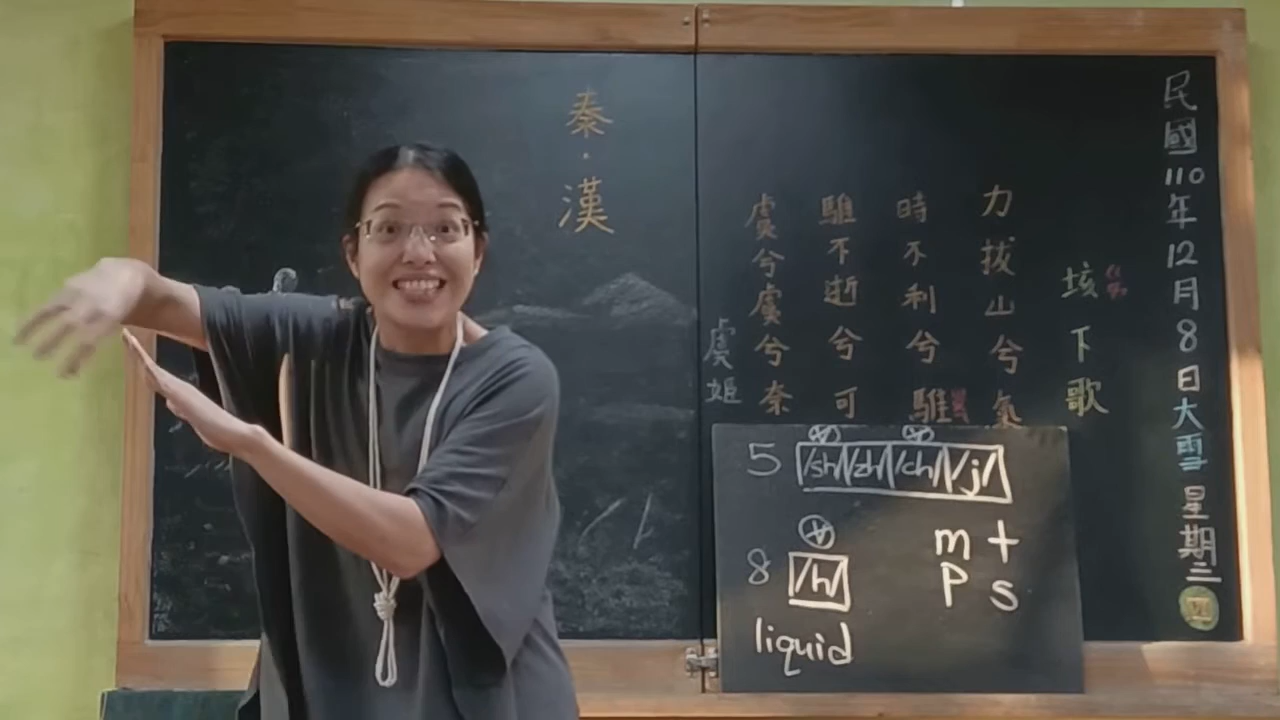 民國110年12月8日大雪 星期三
垓下歌
力拔山兮氣
時不利兮騅
騅不逝兮可
虞兮虞兮奈
虞姬
秦·漢
5 /sh/ /zh/ /ch/ /j/
8 /h/
m t
p s
liquid